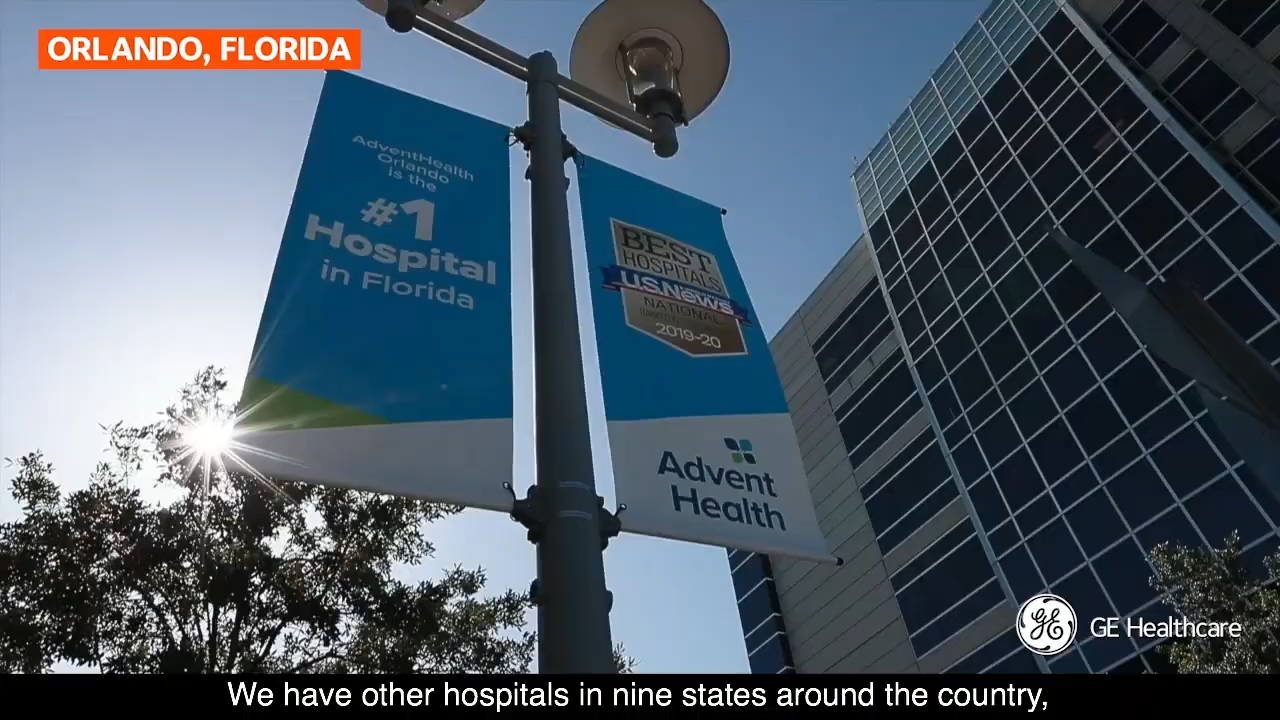 ORLANDO, FLORIDA
AdventHealth
Orlando
is the
#1
Hospital
in Florida
BEST
HOSPITALS
U.S.News
NATIONAL
2019-20
Advent
Health
GE Healthcare
We have other hospitals in nine states around the country,